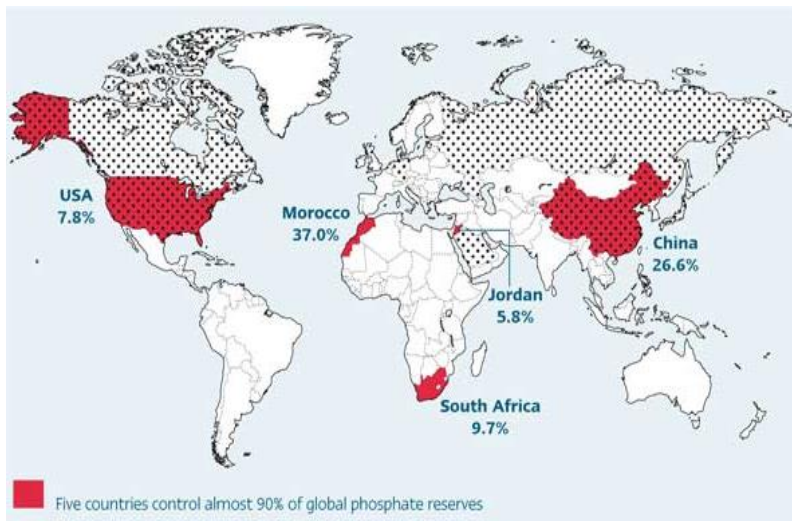 USA
7.8%
Morocco
37.0%
China
26.6%
Jordan
5.8%
South Africa
9.7%
Five countries control almost 90% of global phosphate reserves